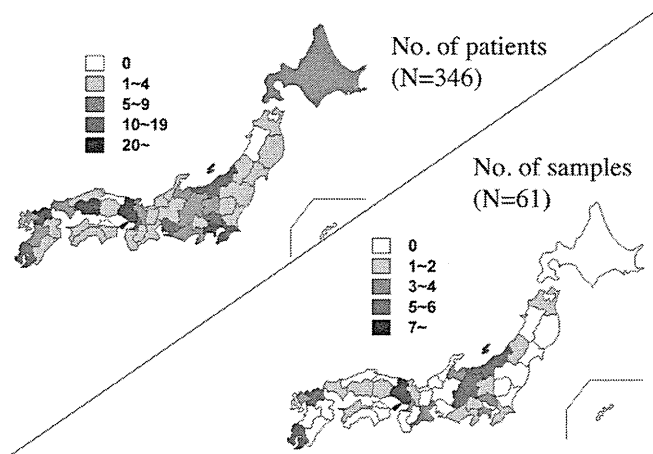 No. of patients
(N=346)
0
1~4
5~9
10~19
20~
No. of samples
(N=61)
0
1~2
3~4
5~6
7~